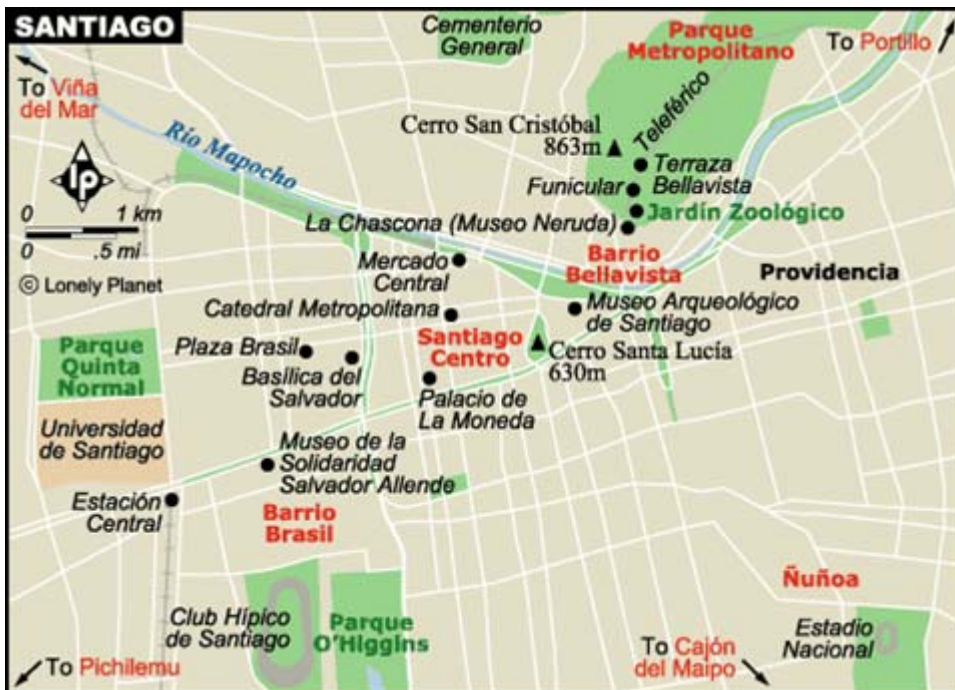 SANTIAGO
Cementerio
General
Parque
Metropolitano
To Portillo
To Viña
del Mar
Río Mapocho
Cerro San Cristóbal
863m
Teleférico
Terraza
Bellavista
Funicular
Jardín Zoológico
La Chascona (Museo Neruda)
lp
0 1 km
0 .5 mi
© Lonely Planet
Mercado
Central
Barrio
Bellavista
Providencia
Catedral Metropolitana
Museo Arqueológico
de Santiago
Santiago
Centro
Plaza Brasil
Cerro Santa Lucía
630m
Parque
Quinta
Normal
Basílica del
Salvador
Palacio de
La Moneda
Universidad
de Santiago
Museo de la
Solidaridad
Salvador Allende
Estación
Central
Barrio
Brasil
Ñuñoa
Club Hípico
de Santiago
Parque
O'Higgins
Estadio
Nacional
To Cajón
del Maipo
To Pichilemu